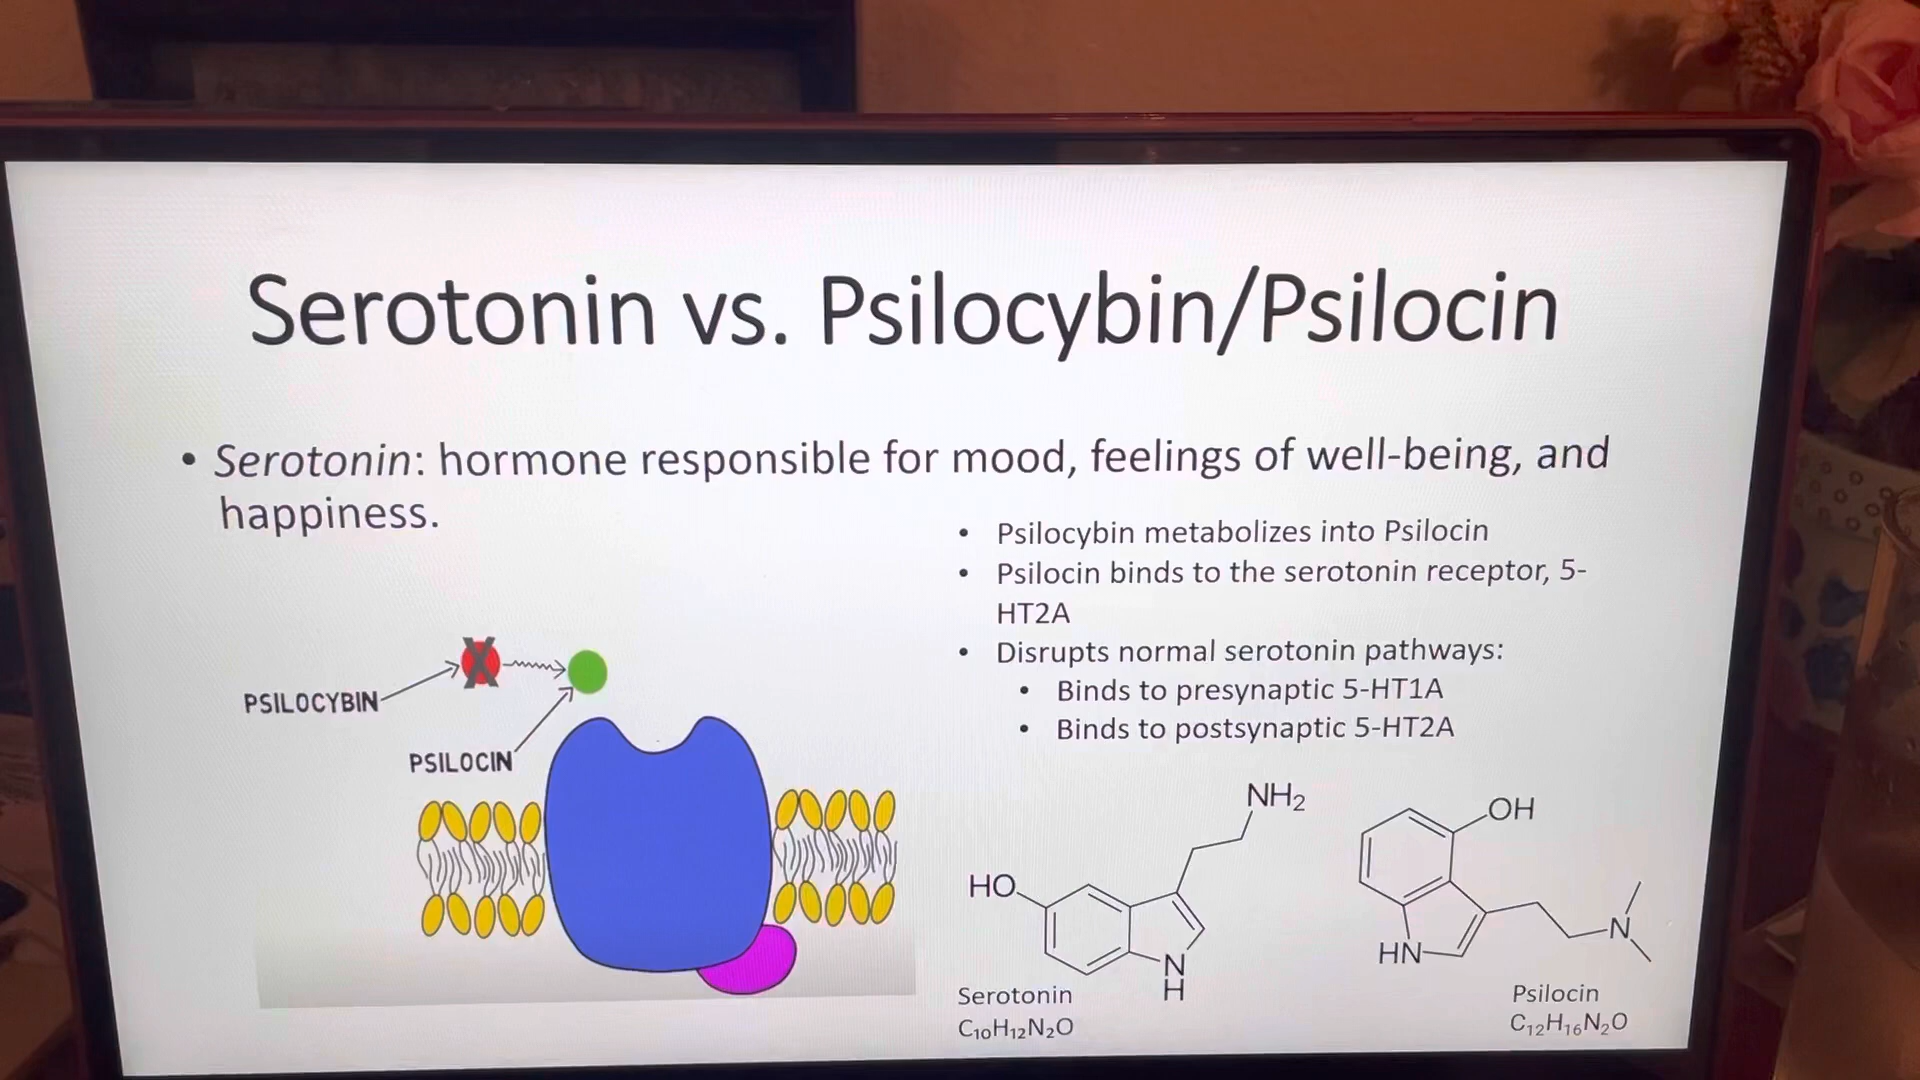 Serotonin vs. Psilocybin/Psilocin
• Serotonin: hormone responsible for mood, feelings of well-being, and
happiness.
• Psilocybin metabolizes into Psilocin
• Psilocin binds to the serotonin receptor, 5-
HT2A
• Disrupts normal serotonin pathways:
• Binds to presynaptic 5-HT1A
• Binds to postsynaptic 5-HT2A
PSILOCYBIN
X
PSILOCIN
NH₂
HO
N
H
Serotonin
C₁₀H₁₂N₂O
OH
N
HN
Psilocin
C₁₂H₁₆N₂O